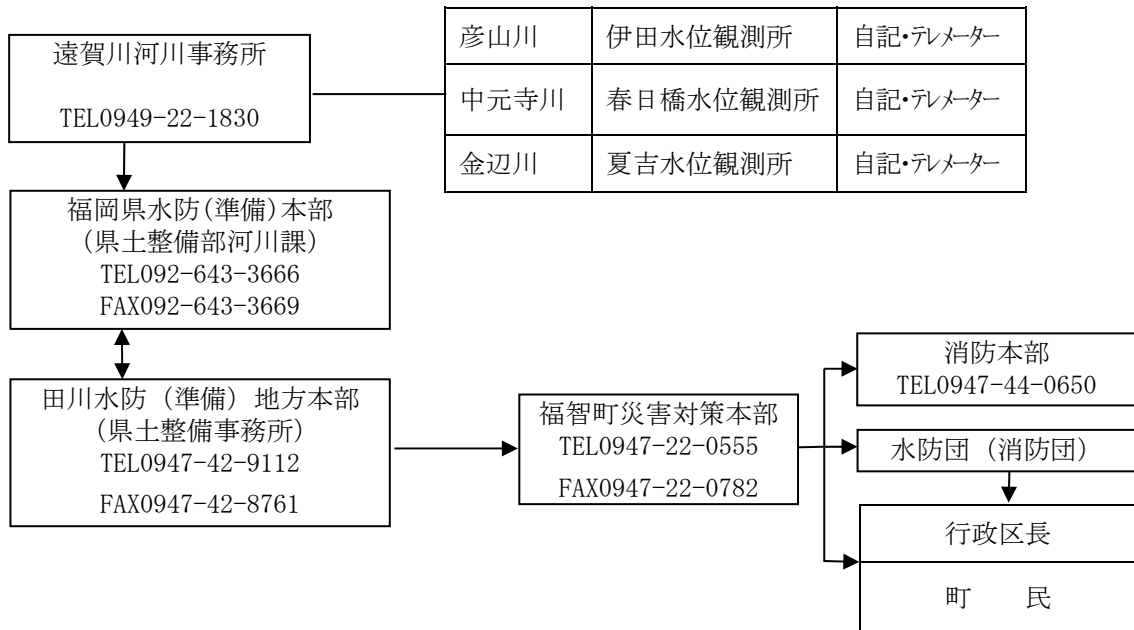 遠賀川河川事務所
TEL0949-22-1830
彦山川 伊田水位観測所 自記・テレメーター
中元寺川 春日橋水位観測所 自記・テレメーター
金辺川 夏吉水位観測所 自記・テレメーター
福岡県水防(準備)本部
(県土整備部河川課)
TEL092-643-3666
FAX092-643-3669
田川水防（準備）地方本部
(県土整備事務所)
TEL0947-42-9112
FAX0947-42-8761
福智町災害対策本部
TEL0947-22-0555
FAX0947-22-0782
消防本部
TEL0947-44-0650
水防団（消防団）
行政区長
町　民